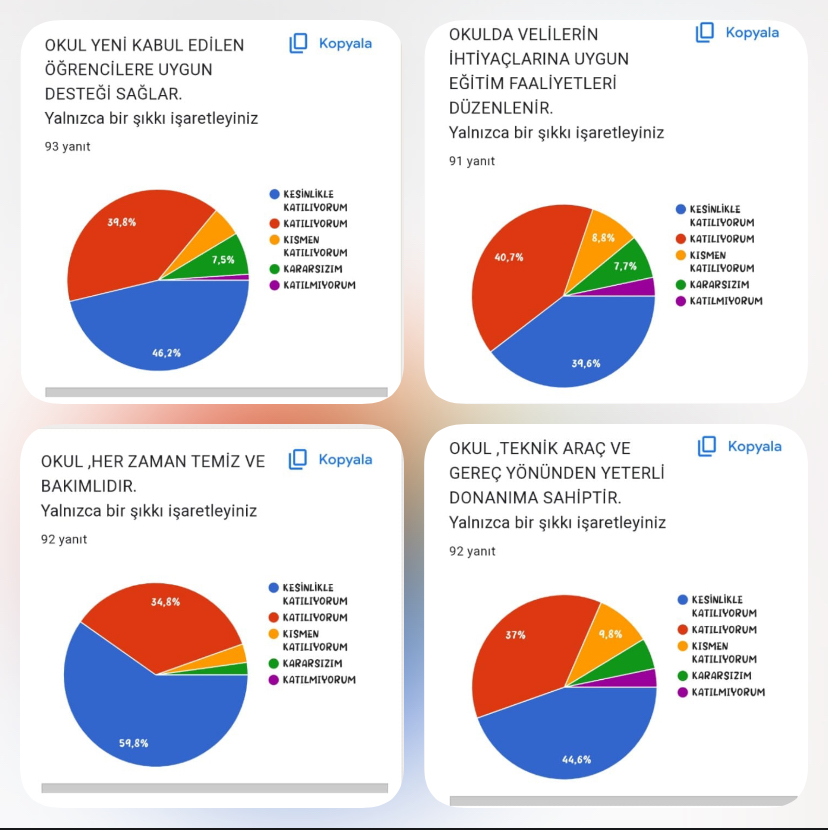 OKUL YENİ KABUL EDİLEN
ÖĞRENCİLERE UYGUN
DESTEĞİ SAĞLAR.
Yalnızca bir şıkkı işaretleyiniz
Kopyala
93 yanıt
39,8%
7,5%
46,2%
KESİNLİKLE
KATILIYORUM
KATILIYORUM
KISMEN
KATILIYORUM
KARARSIZIM
KATILMIYORUM
OKULDA VELİLERİN
İHTİYAÇLARINA UYGUN
EĞİTİM FAALİYETLERİ
DÜZENLENİR.
Yalnızca bir şıkkı işaretleyiniz
Kopyala
91 yanıt
40,7%
8,8%
7,7%
39,6%
KESİNLİKLE
KATILIYORUM
KATILIYORUM
KISMEN
KATILIYORUM
KARARSIZIM
KATILMIYORUM
OKUL ,HER ZAMAN TEMİZ VE
BAKIMLIDIR.
Yalnızca bir şıkkı işaretleyiniz
Kopyala
92 yanıt
34,8%
59,8%
KESİNLİKLE
KATILIYORUM
KATILIYORUM
KISMEN
KATILIYORUM
KARARSIZIM
KATILMIYORUM
OKUL ,TEKNİK ARAÇ VE
GEREÇ YÖNÜNDEN YETERLİ
DONANIMA SAHİPTİR.
Yalnızca bir şıkkı işaretleyiniz
Kopyala
92 yanıt
37%
9,8%
44,6%
KESİNLİKLE
KATILIYORUM
KATILIYORUM
KISMEN
KATILIYORUM
KARARSIZIM
KATILMIYORUM